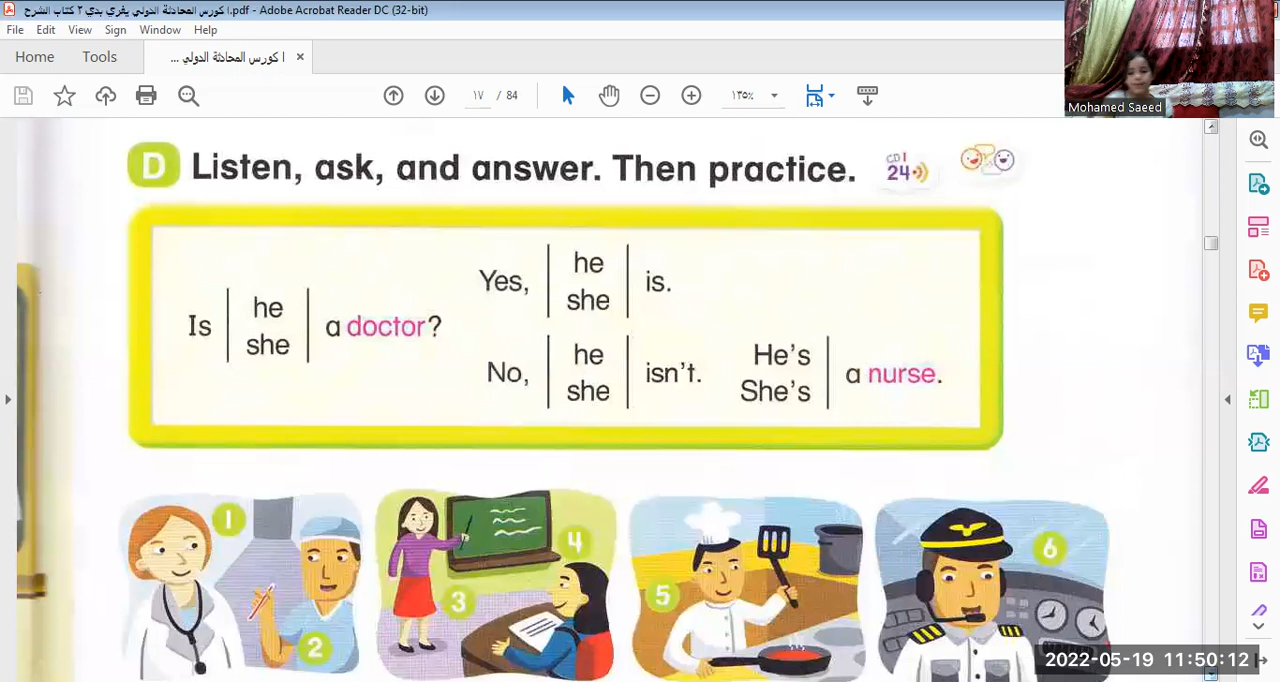 ا كورس المحادثة الدولي يفري بدي ٢ كتاب الشرح.pdf - Adobe Acrobat Reader DC (32-bit)
File Edit View Sign Window Help
Home Tools ا كورس المحادثة الدولي ... ×
١٧ / 84 ١٣٥%
Mohamed Saeed
D Listen, ask, and answer. Then practice. CD1 24
Is he she a doctor?
Yes, he she is.
No, he she isn't. He's She's a nurse.
1
2
3
4
5
6
2022-05-19 11:50:12